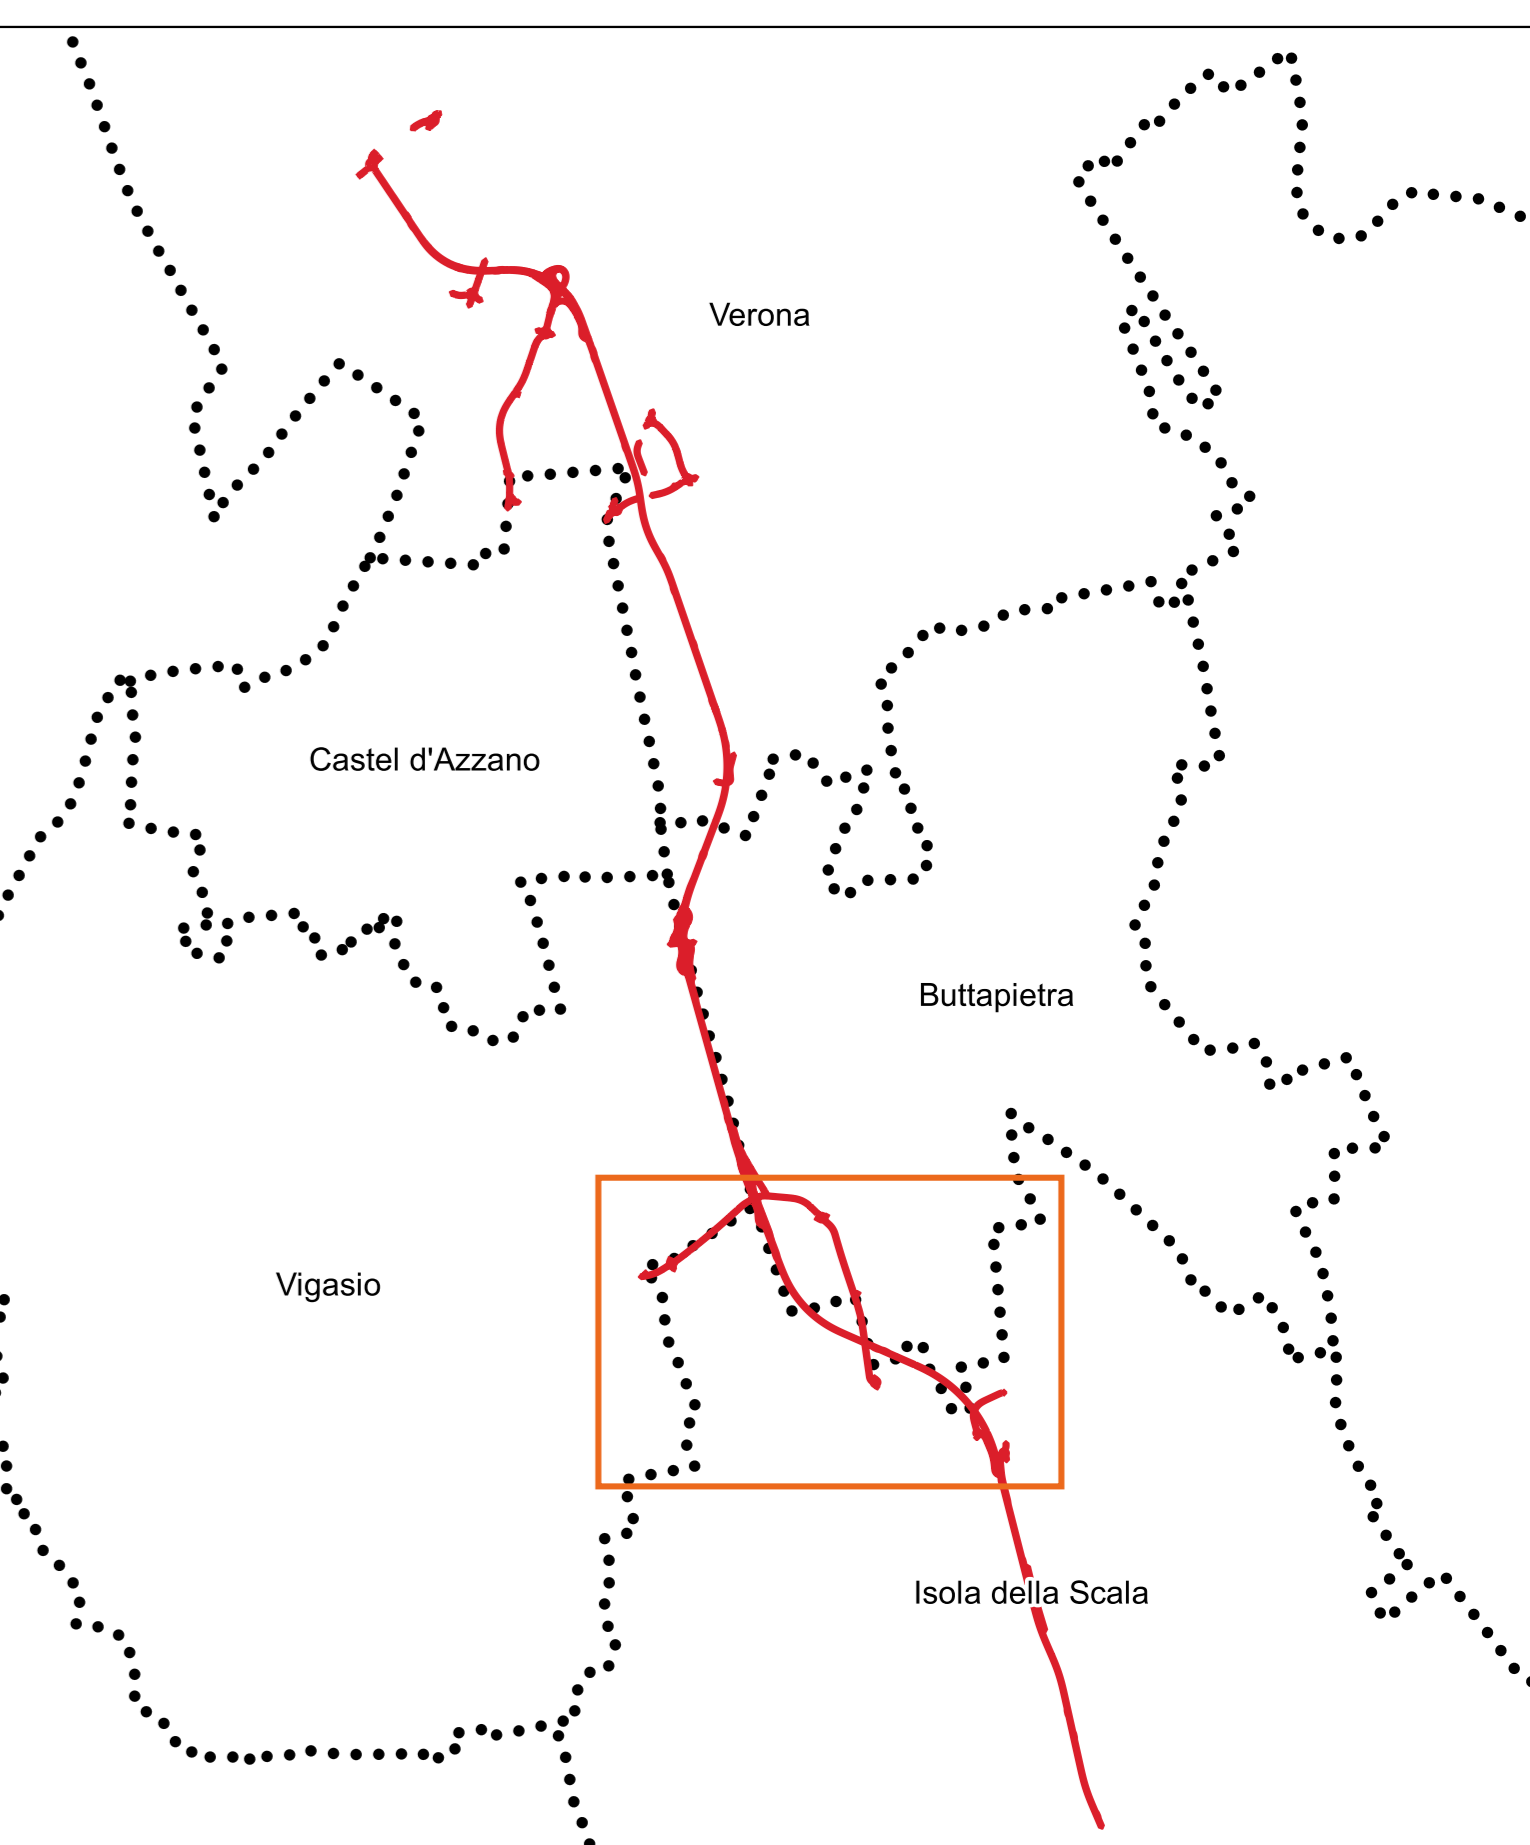 Verona
Castel d'Azzano
Buttapietra
Vigasio
Isola della Scala